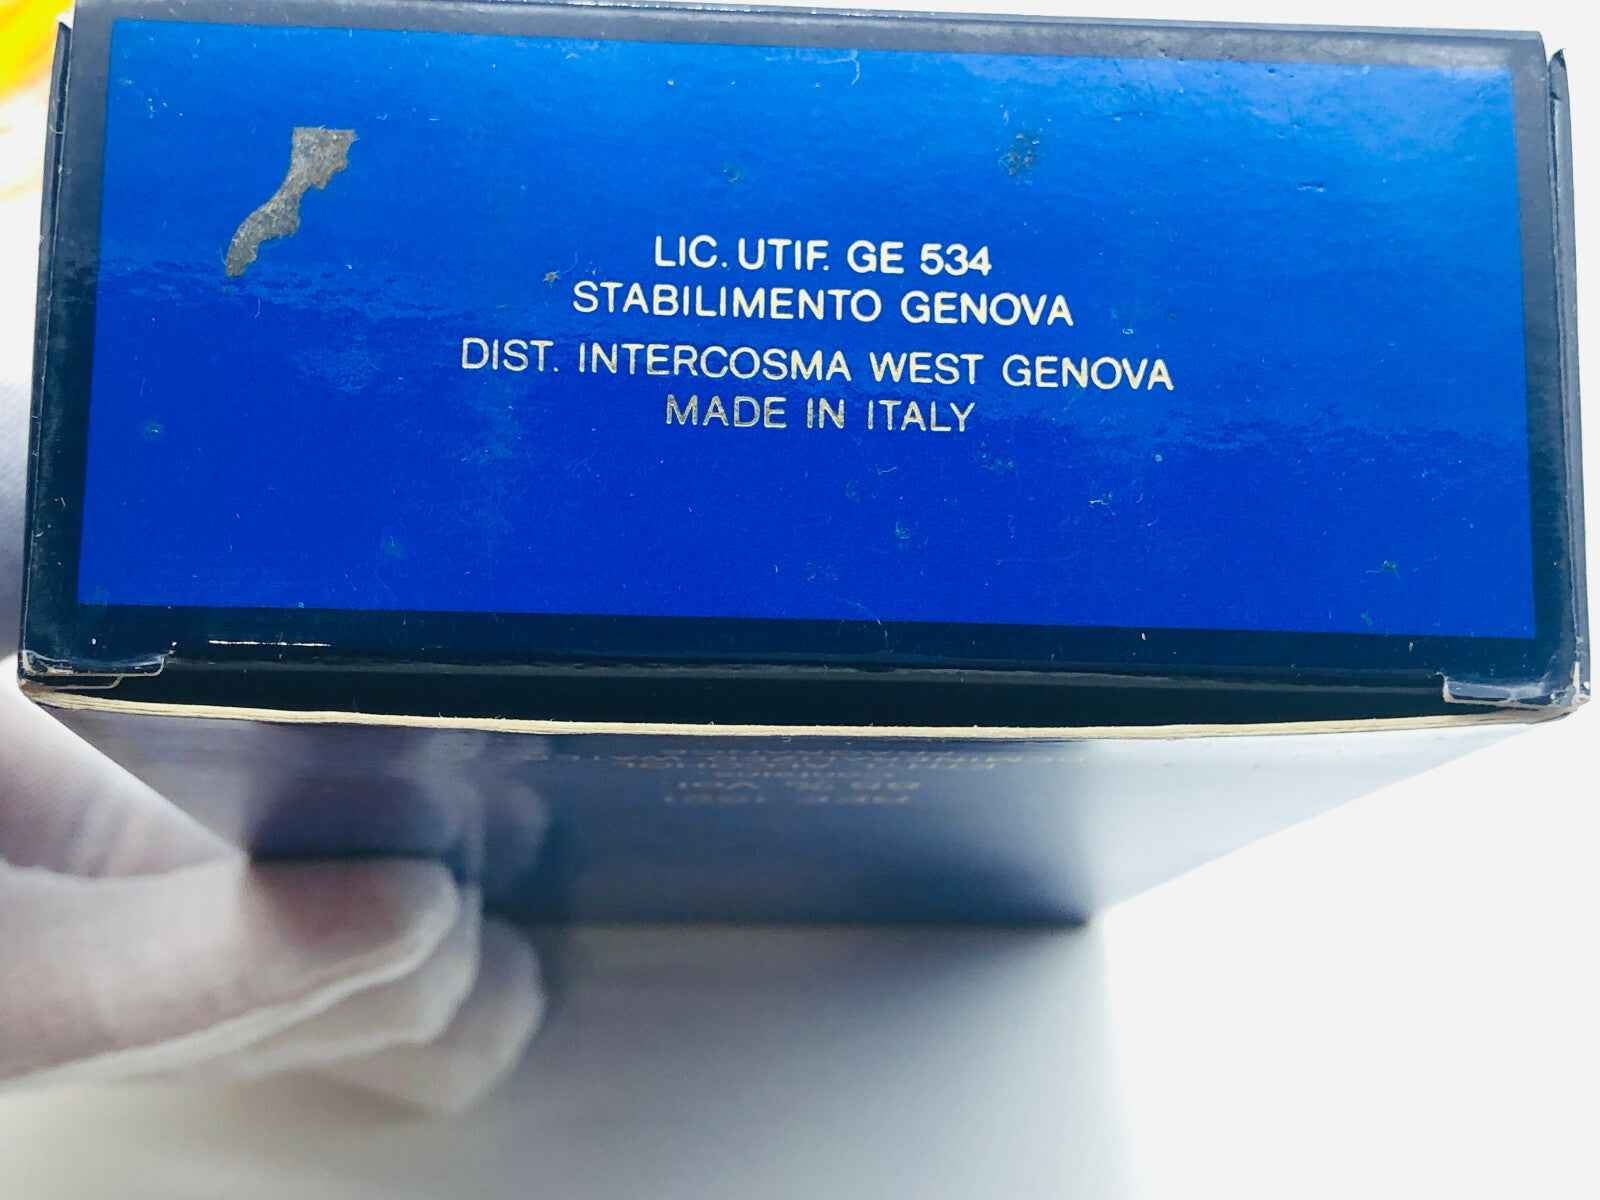 LIC. UTIF. GE 534
STABILIMENTO GENOVA
DIST. INTERCOSMA WEST GENOVA
MADE IN ITALY